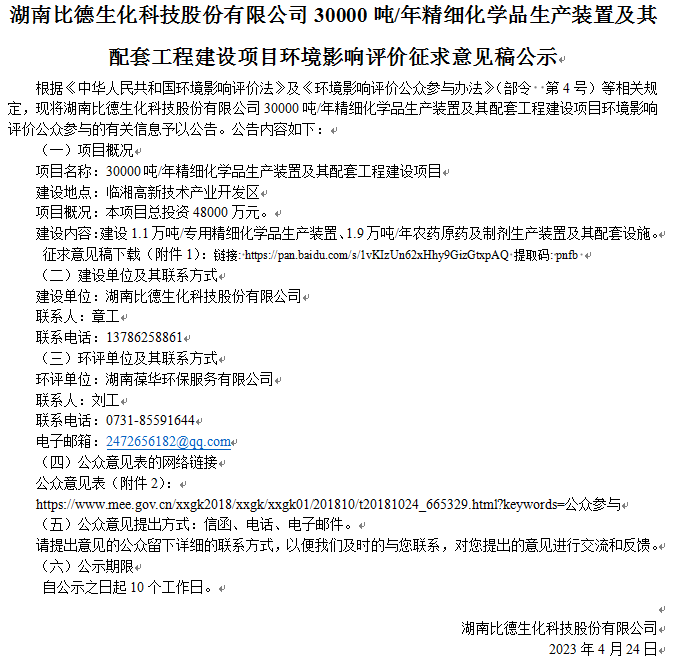 湖南比德生化科技股份有限公司 30000 吨/年精细化学品生产装置及其
配套工程建设项目环境影响评价征求意见稿公示
根据《中华人民共和国环境影响评价法》及《环境影响评价公众参与办法》（部令 第 4 号）等相关规
定，现将湖南比德生化科技股份有限公司 30000 吨/年精细化学品生产装置及其配套工程建设项目环境影响
评价公众参与的有关信息予以公告。公告内容如下：
（一）项目概况
项目名称：30000 吨/年精细化学品生产装置及其配套工程建设项目
建设地点：临湘高新技术产业开发区
项目概况：本项目总投资 48000 万元。
建设内容：建设 1.1 万吨/专用精细化学品生产装置、1.9 万吨/年农药原药及制剂生产装置及其配套设施。
征求意见稿下载（附件 1）：链接: https://pan.baidu.com/s/1vKIzUn62xHhy9GizGtxpAQ 提取码: pnfb
（二）建设单位及其联系方式
建设单位：湖南比德生化科技股份有限公司
联系人：章工
联系电话：13786258861
（三）环评单位及其联系方式
环评单位：湖南葆华环保服务有限公司
联系人：刘工
联系电话：0731-85591644
电子邮箱：2472656182@qq.com
（四）公众意见表的网络链接
公众意见表（附件 2）：
https://www.mee.gov.cn/xxgk2018/xxgk/xxgk01/201810/t20181024_665329.html?keywords=公众参与
（五）公众意见提出方式：信函、电话、电子邮件。
请提出意见的公众留下详细的联系方式，以便我们及时的与您联系，对您提出的意见进行交流和反馈。
（六）公示期限
自公示之日起 10 个工作日。
湖南比德生化科技股份有限公司
2023 年 4 月 24 日